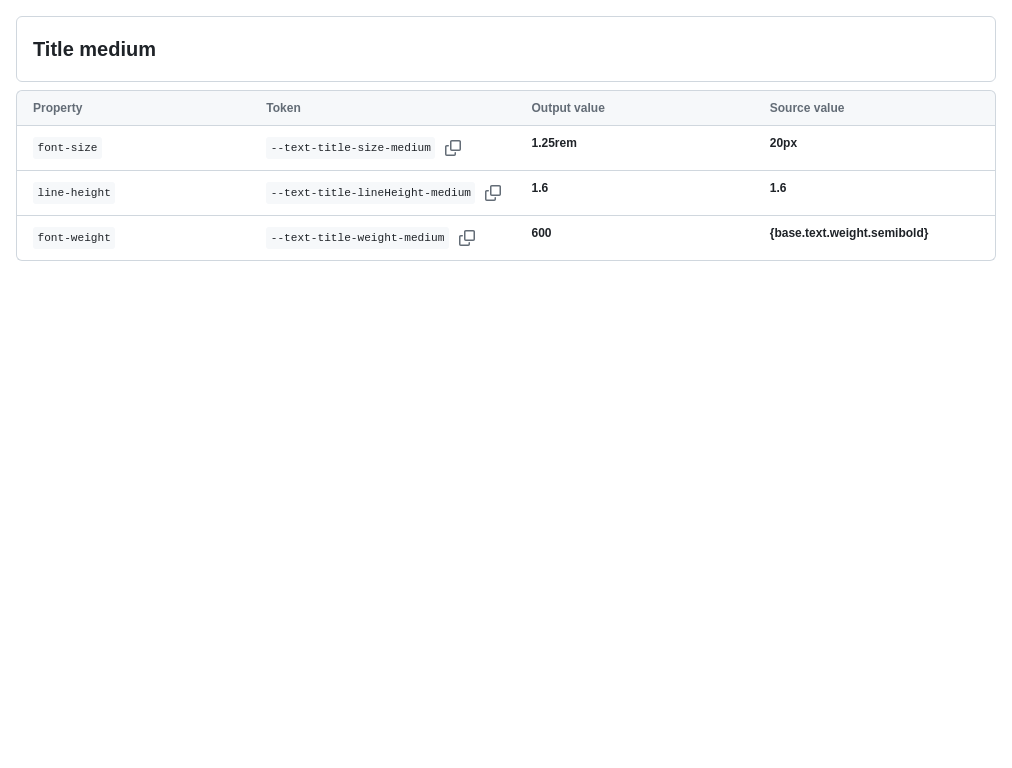 Title medium
Property Token Output value Source value
font-size --text-title-size-medium 1.25rem 20px
line-height --text-title-lineHeight-medium 1.6 1.6
font-weight --text-title-weight-medium 600 {base.text.weight.semibold}